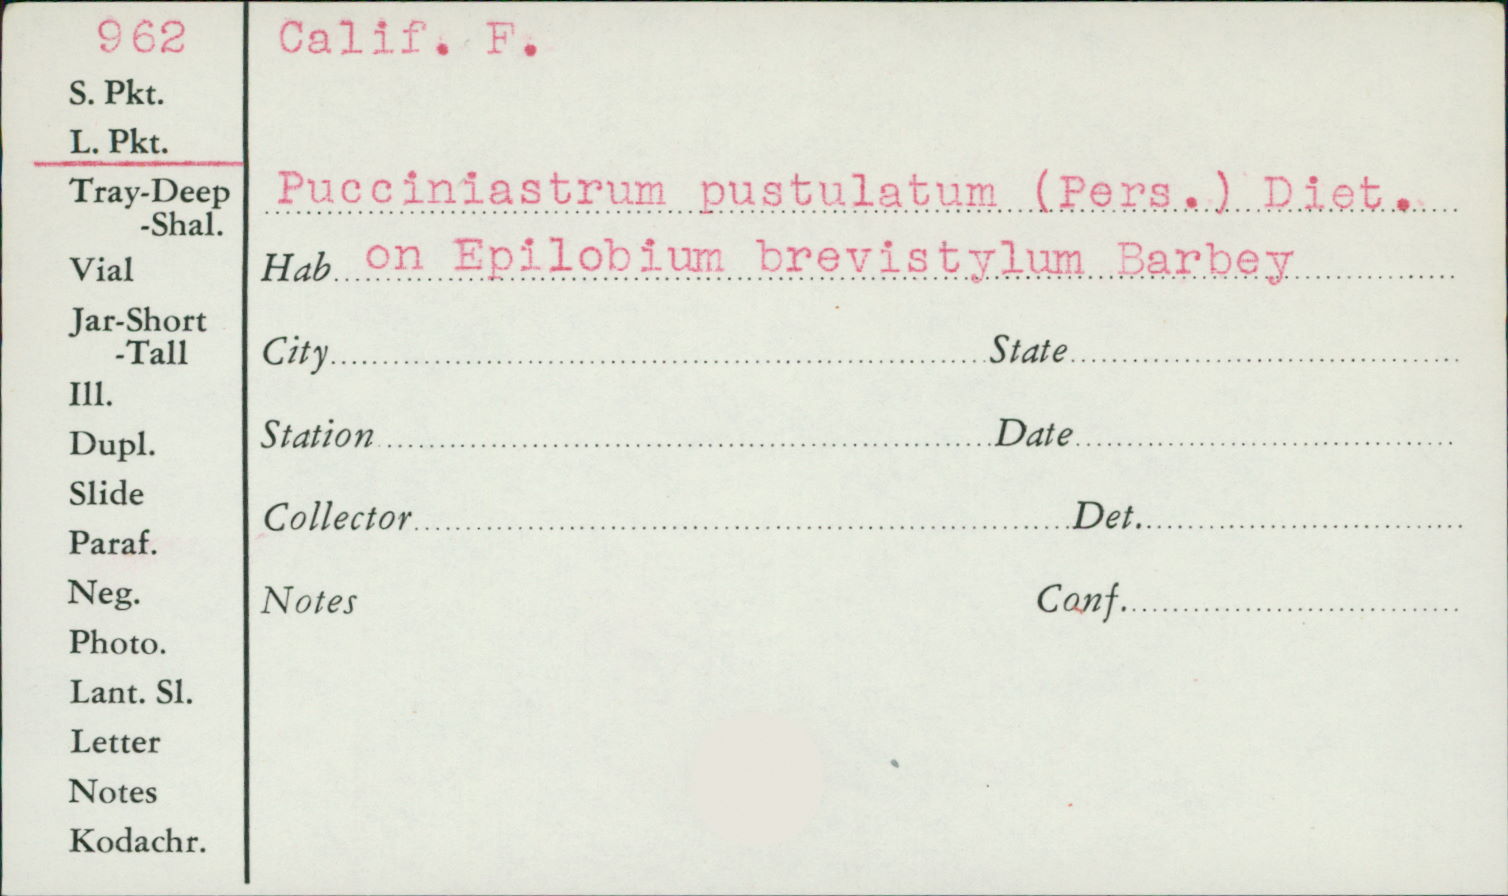 962
Calif. F.
S. Pkt.
L. Pkt.
Tray-Deep
-Shal.
Vial
Jar-Short
-Tall
Ill.
Dupl.
Slide
Paraf.
Neg.
Photo.
Lant. Sl.
Letter
Notes
Kodachr.
Pucciniastrum pustulatum (Pers.) Diet.
Hab. on Epilobium brevistylum Barbey
City State
Station Date
Collector Det.
Notes Conf.